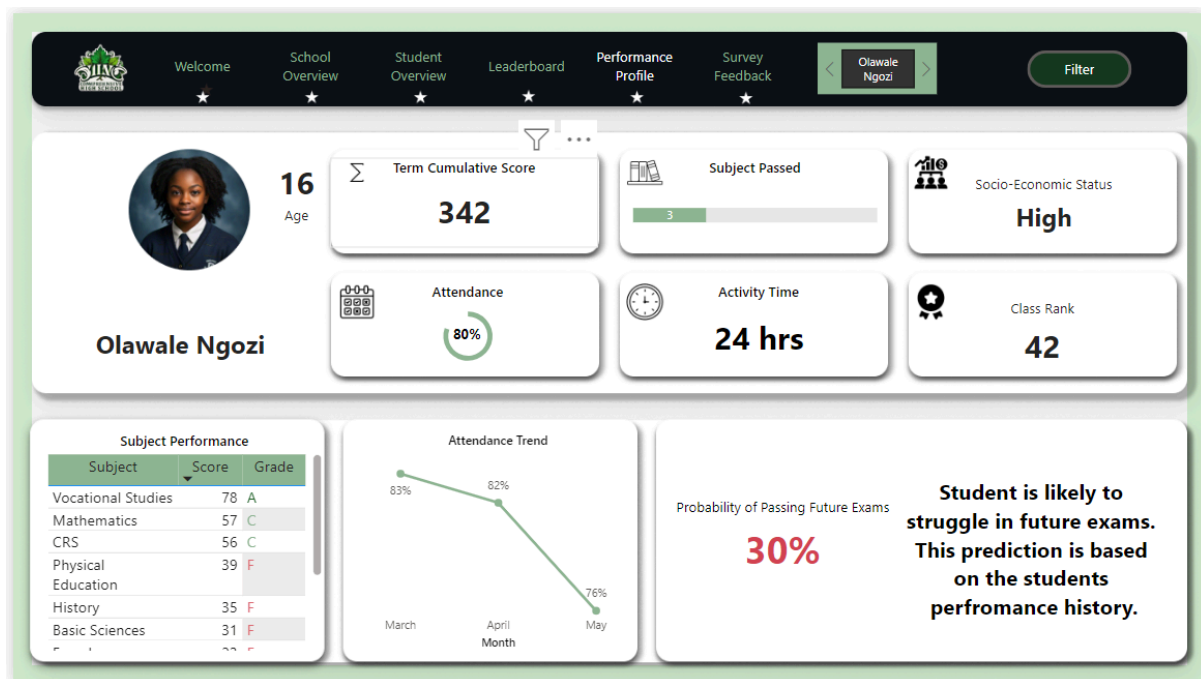 Welcome
School
Overview
Student
Overview
Leaderboard
Performance
Profile
Survey
Feedback
Olawale
Ngozi
Filter
COMPREHENSIVE
HIGH SCHOOL
16
Age
Olawale Ngozi
Term Cumulative Score
342
Subject Passed
3
Socio-Economic Status
High
Attendance
80%
Activity Time
24 hrs
Class Rank
42
Subject Performance
Subject Score Grade
Vocational Studies 78 A
Mathematics 57 C
CRS 56 C
Physical
Education 39 F
History 35 F
Basic Sciences 31 F
Attendance Trend
83%
82%
76%
March April May
Month
Probability of Passing Future Exams
30%
Student is likely to
struggle in future exams.
This prediction is based
on the students
perfromance history.